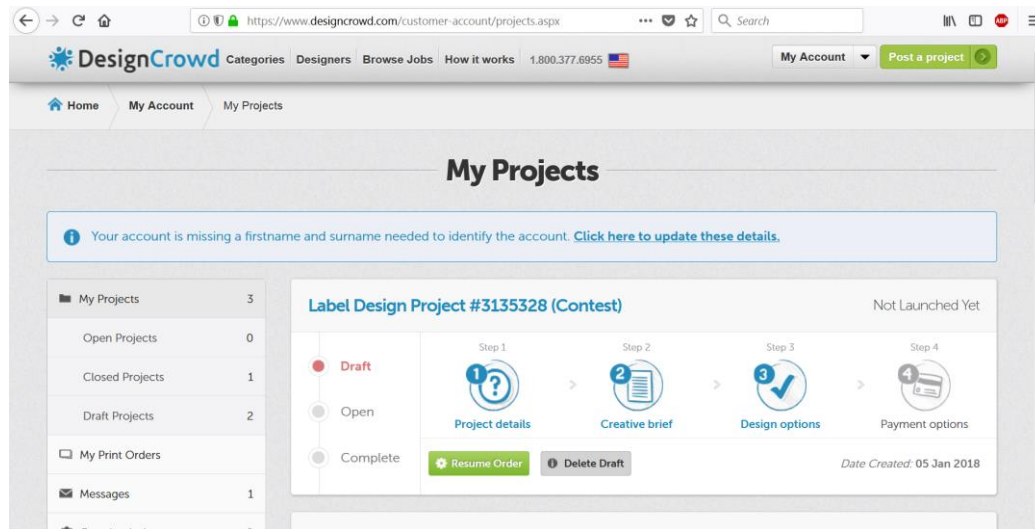 https://www.designcrowd.com/customer-account/projects.aspx
Search
ABP
DesignCrowd Categories Designers Browse Jobs How it works 1.800.377.6955 My Account Post a project
Home My Account My Projects
My Projects
Your account is missing a firstname and surname needed to identify the account. Click here to update these details.
My Projects 3
Open Projects 0
Closed Projects 1
Draft Projects 2
My Print Orders
Messages 1
Label Design Project #3135328 (Contest) Not Launched Yet
Draft
Open
Complete
Step 1 Step 2 Step 3 Step 4
1 2 3 4
Project details Creative brief Design options Payment options
Resume Order Delete Draft Date Created: 05 Jan 2018